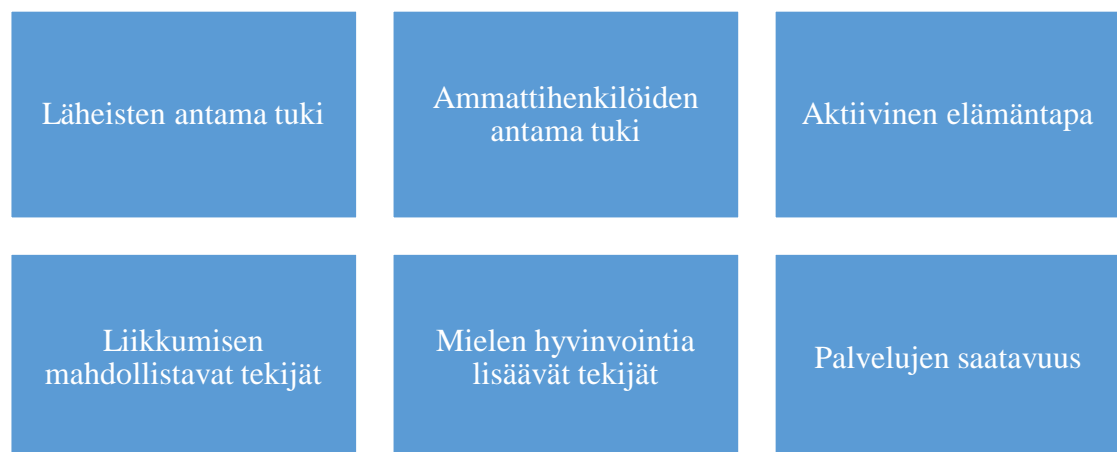 Läheisten antama tuki
Ammattihenkilöiden
antama tuki
Aktiivinen elämäntapa
Liikkumisen
mahdollistavat tekijät
Mielen hyvinvointia
lisäävät tekijät
Palvelujen saatavuus